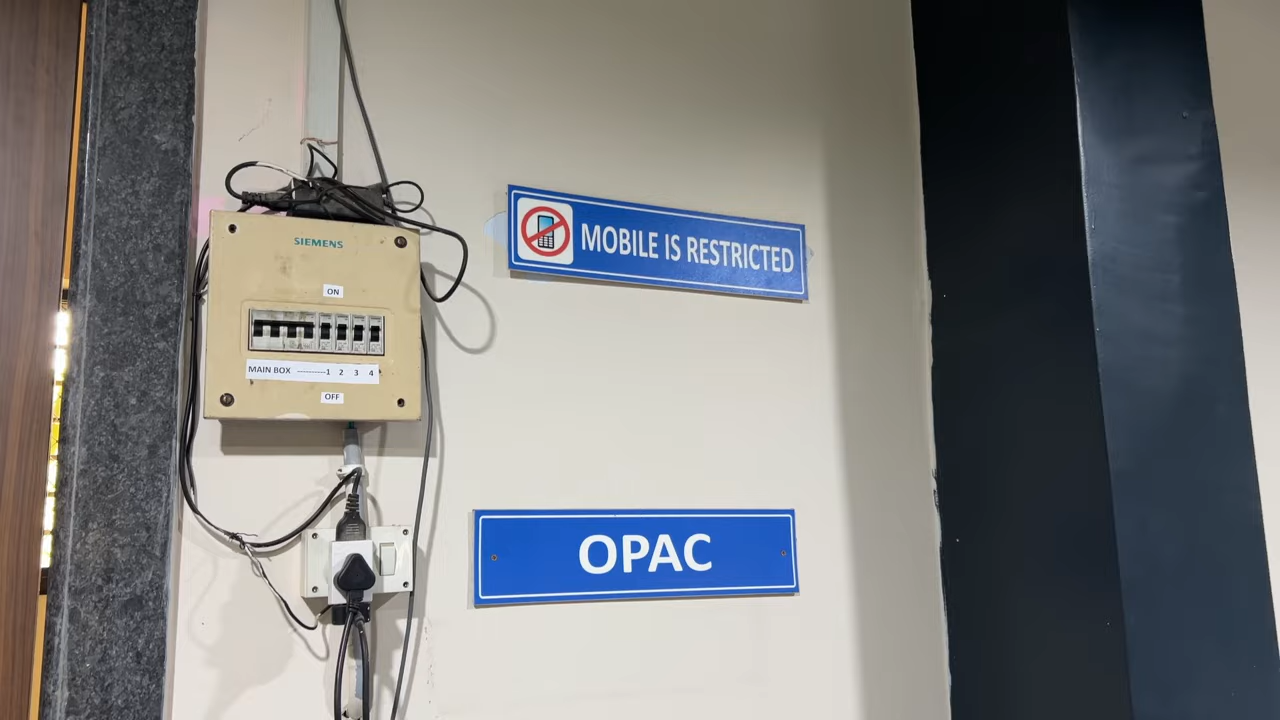 SIEMENS
ON
MAIN BOX ----------1 2 3 4
OFF
MOBILE IS RESTRICTED
OPAC